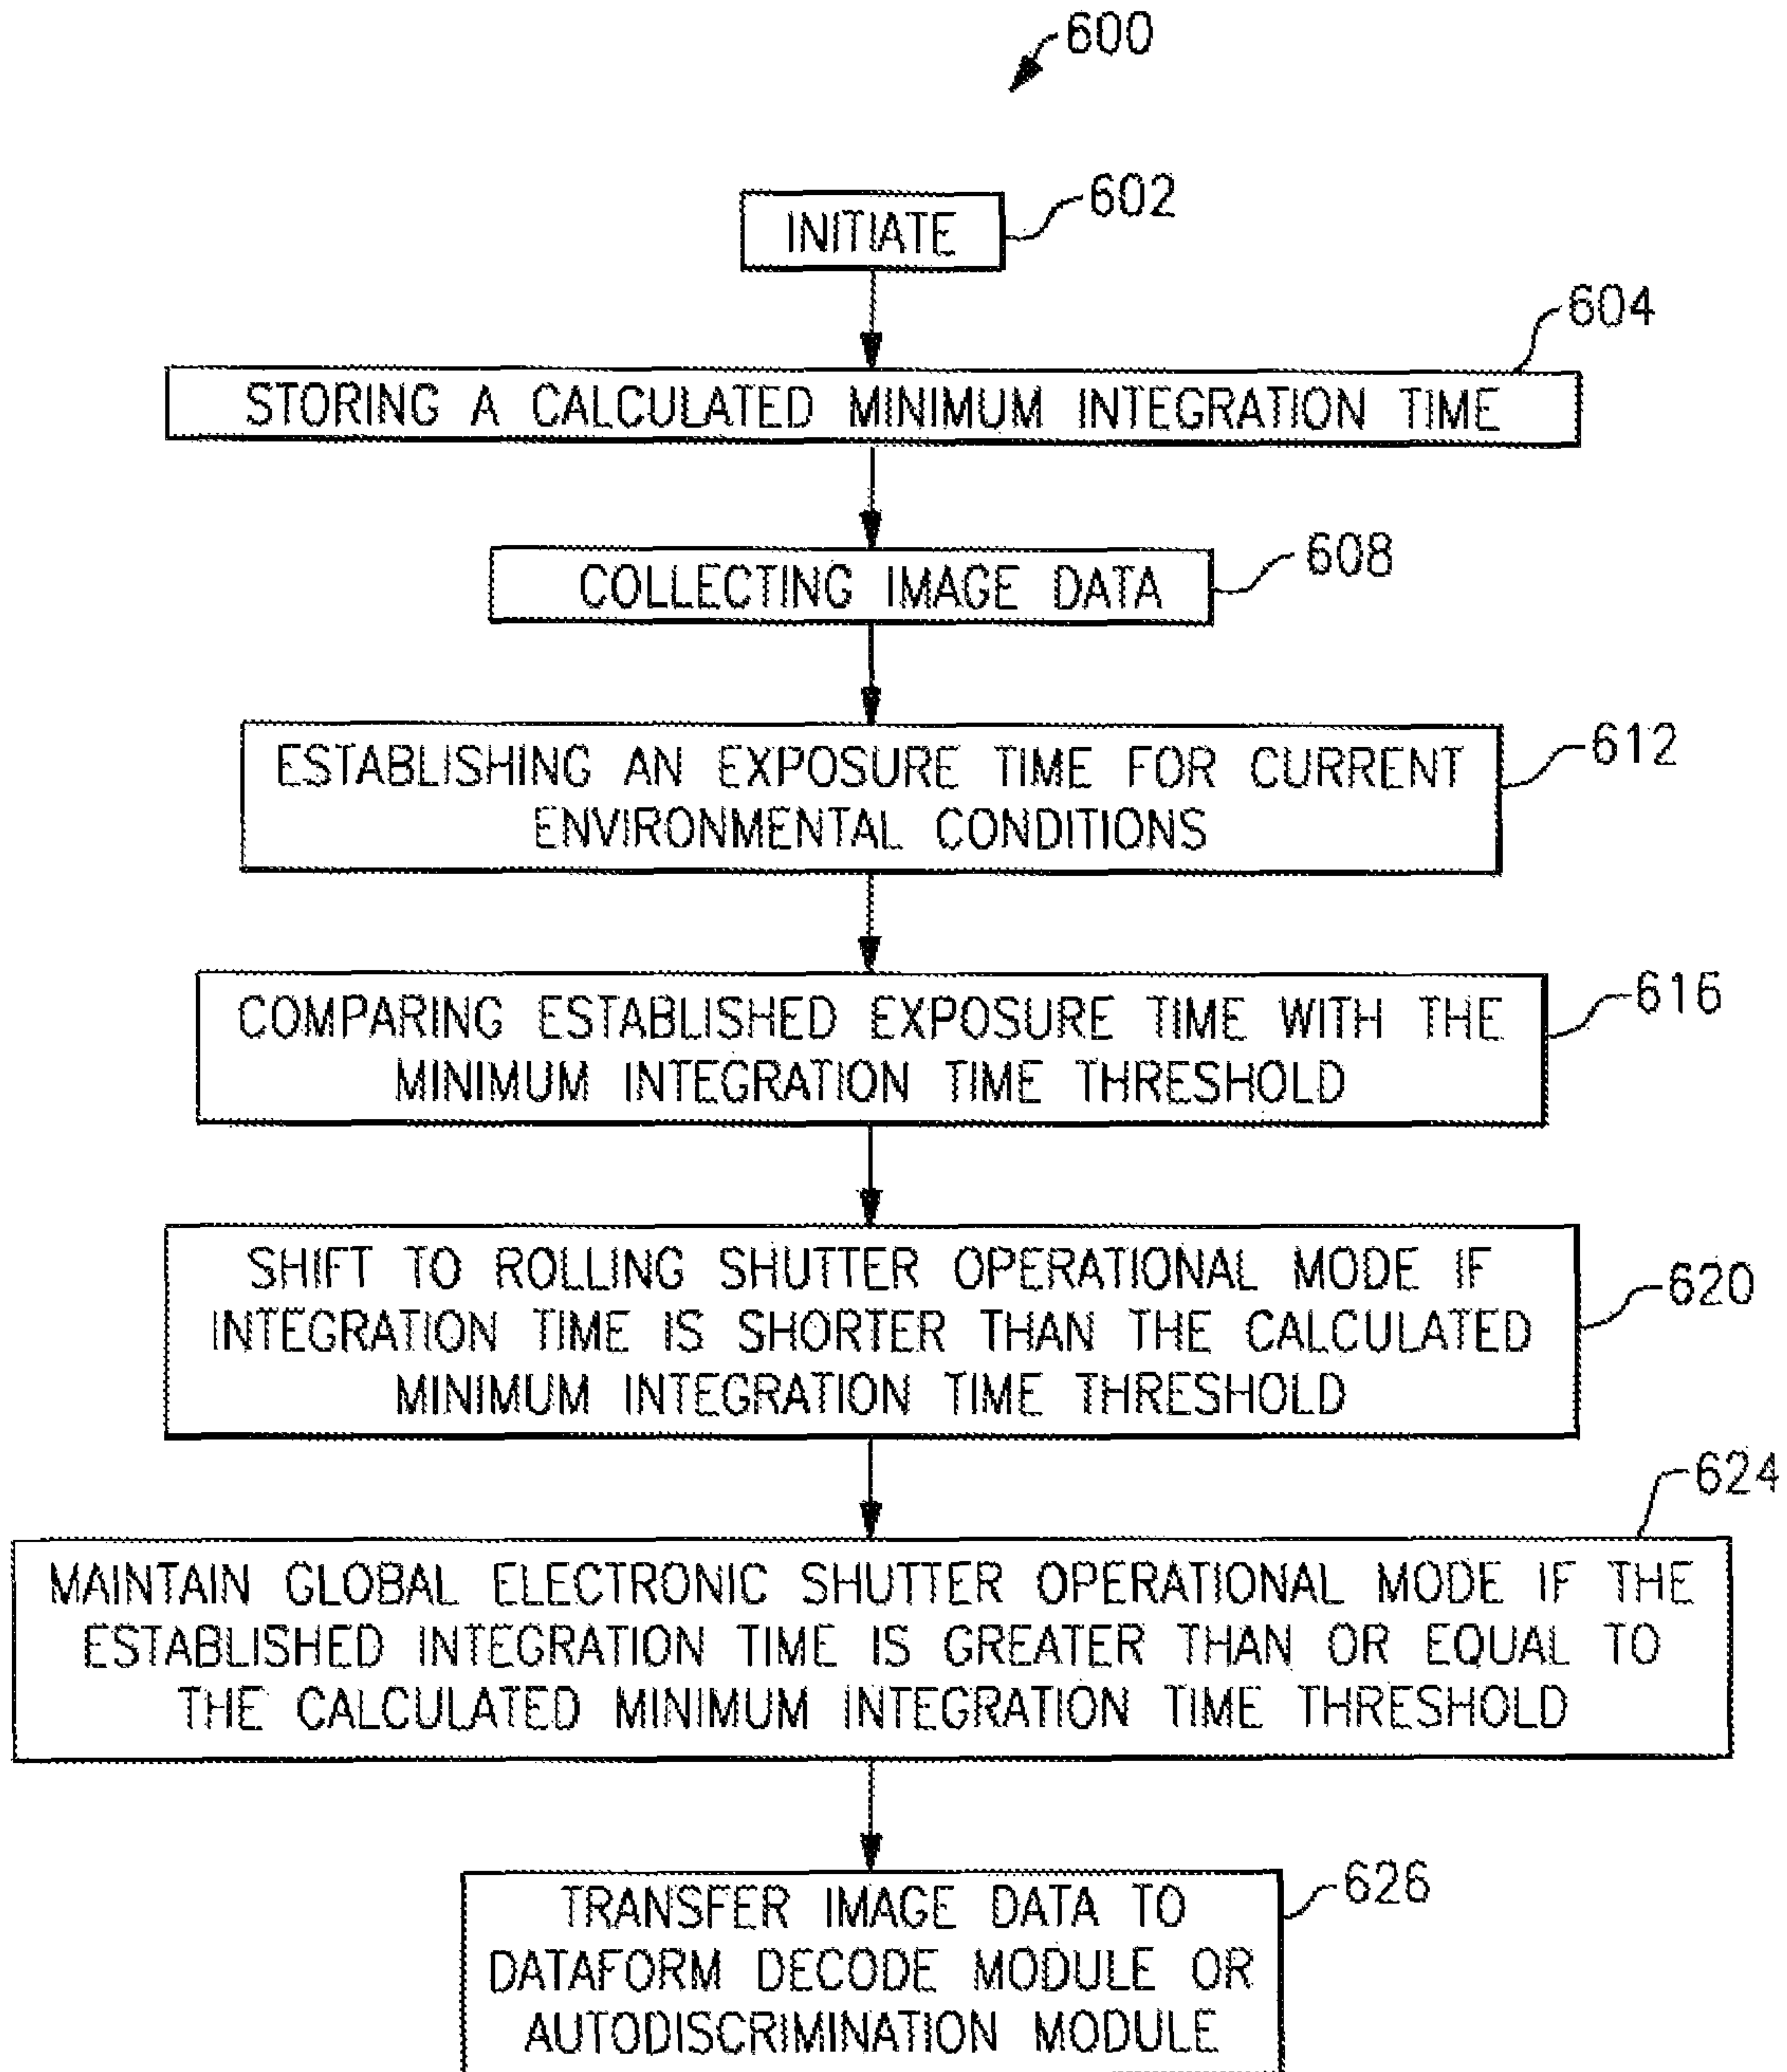 600
INITIATE
602
604
STORING A CALCULATED MINIMUM INTEGRATION TIME
COLLECTING IMAGE DATA
608
ESTABLISHING AN EXPOSURE TIME FOR CURRENT
ENVIRONMENTAL CONDITIONS
612
COMPARING ESTABLISHED EXPOSURE TIME WITH THE
MINIMUM INTEGRATION TIME THRESHOLD
616
SHIFT TO ROLLING SHUTTER OPERATIONAL MODE IF
INTEGRATION TIME IS SHORTER THAN THE CALCULATED
MINIMUM INTEGRATION TIME THRESHOLD
620
624
MAINTAIN GLOBAL ELECTRONIC SHUTTER OPERATIONAL MODE IF THE
ESTABLISHED INTEGRATION TIME IS GREATER THAN OR EQUAL TO
THE CALCULATED MINIMUM INTEGRATION TIME THRESHOLD
TRANSFER IMAGE DATA TO
DATAFORM DECODE MODULE OR
AUTODISCRIMINATION MODULE
626